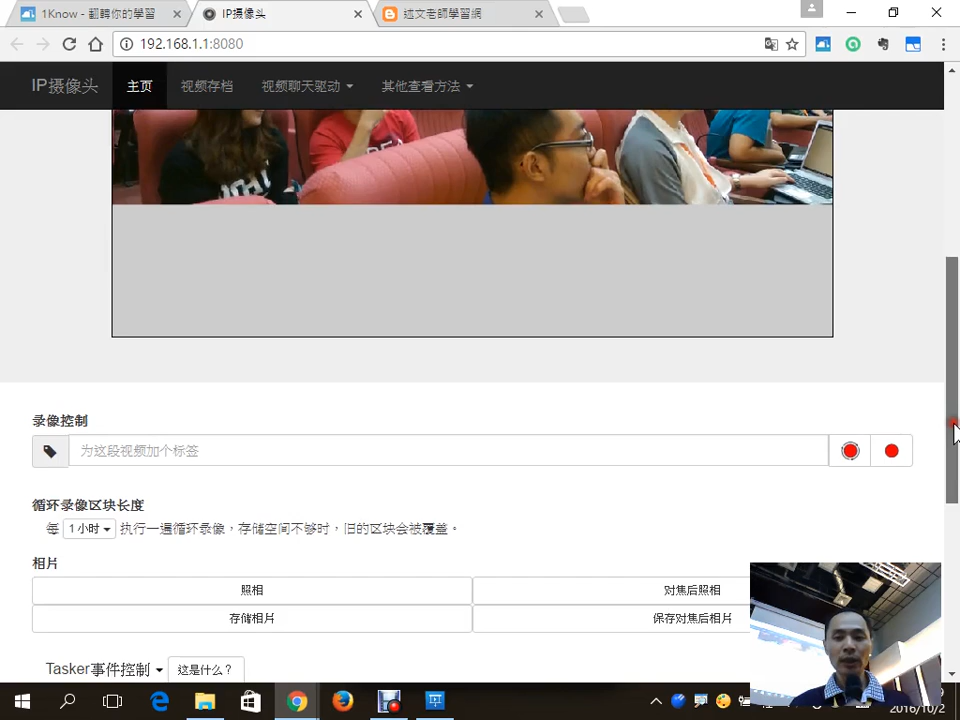 1Know - 翻轉你的學習
IP摄像头
述文老師學習網
192.168.1.1:8080
IP摄像头
主页
视频存档
视频聊天驱动
其他查看方法
录像控制
为这段视频加个标签
循环录像区块长度
每 1 小时 执行一遍循环录像，存储空间不够时，旧的区块会被覆盖。
相片
照相
对焦后照相
存储相片
保存对焦后相片
Tasker事件控制
这是什么？
2016/10/2